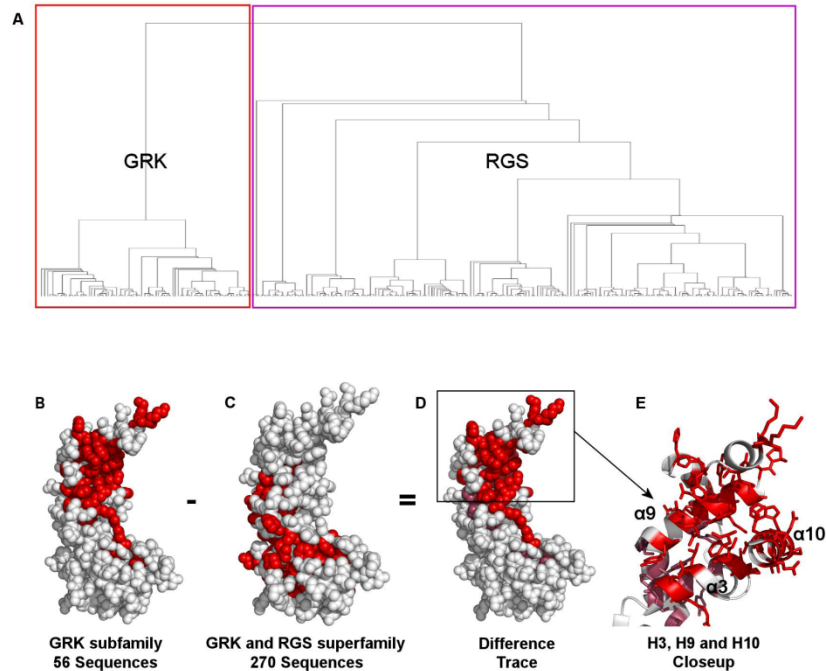 A
GRK
RGS
B
C
D
E
-
=
α9
α10
α3
GRK subfamily
56 Sequences
GRK and RGS superfamily
270 Sequences
Difference
Trace
H3, H9 and H10
Closeup